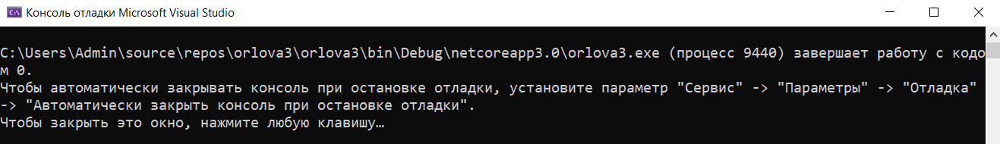 Консоль отладки Microsoft Visual Studio
C:\Users\Admin\source\repos\orlova3\orlova3\bin\Debug\netcoreapp3.0\orlova3.exe (процесс 9440) завершает работу с кодо
м 0.
Чтобы автоматически закрывать консоль при остановке отладки, установите параметр "Сервис" -> "Параметры" -> "Отладка"
-> "Автоматически закрыть консоль при остановке отладки".
Чтобы закрыть это окно, нажмите любую клавишу…